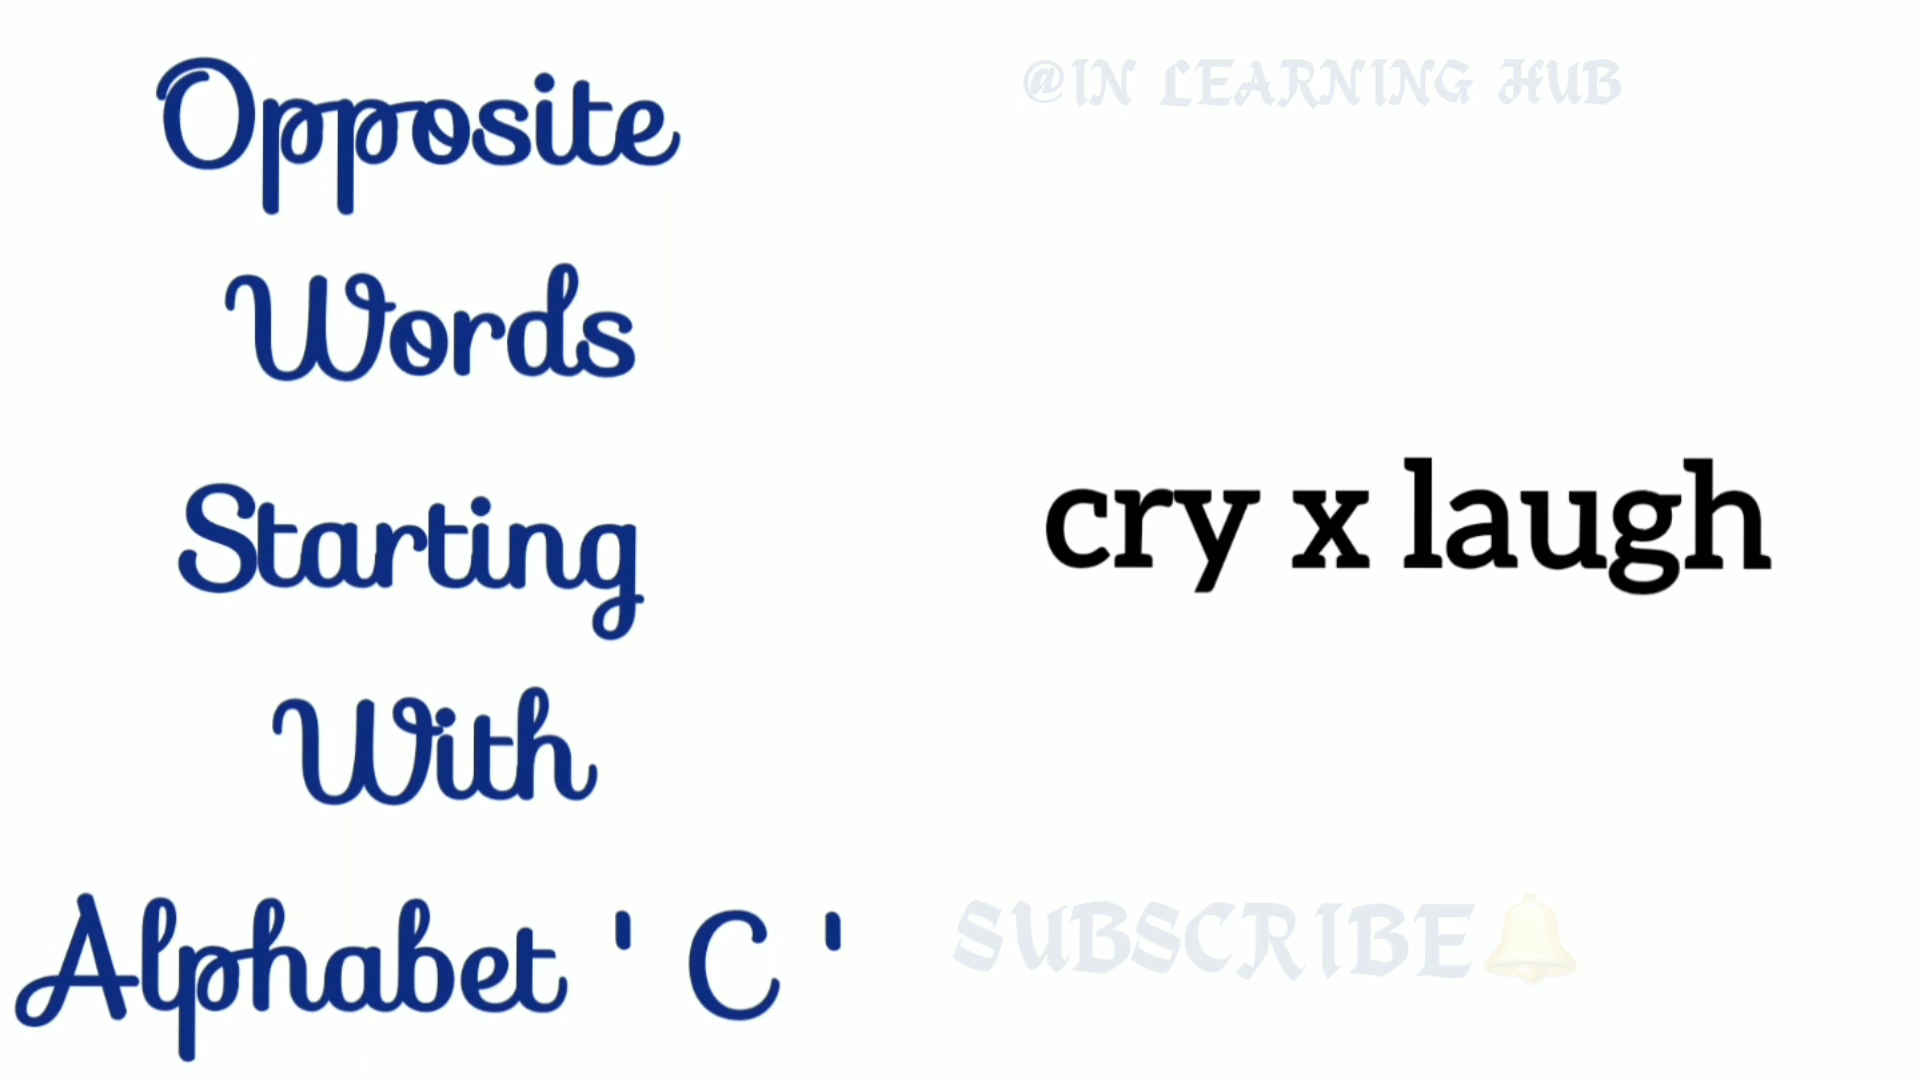 Opposite
Words
Starting
With
Alphabet ' C '
@IN LEARNING HUB
cry x laugh
SUBSCRIBE🔔